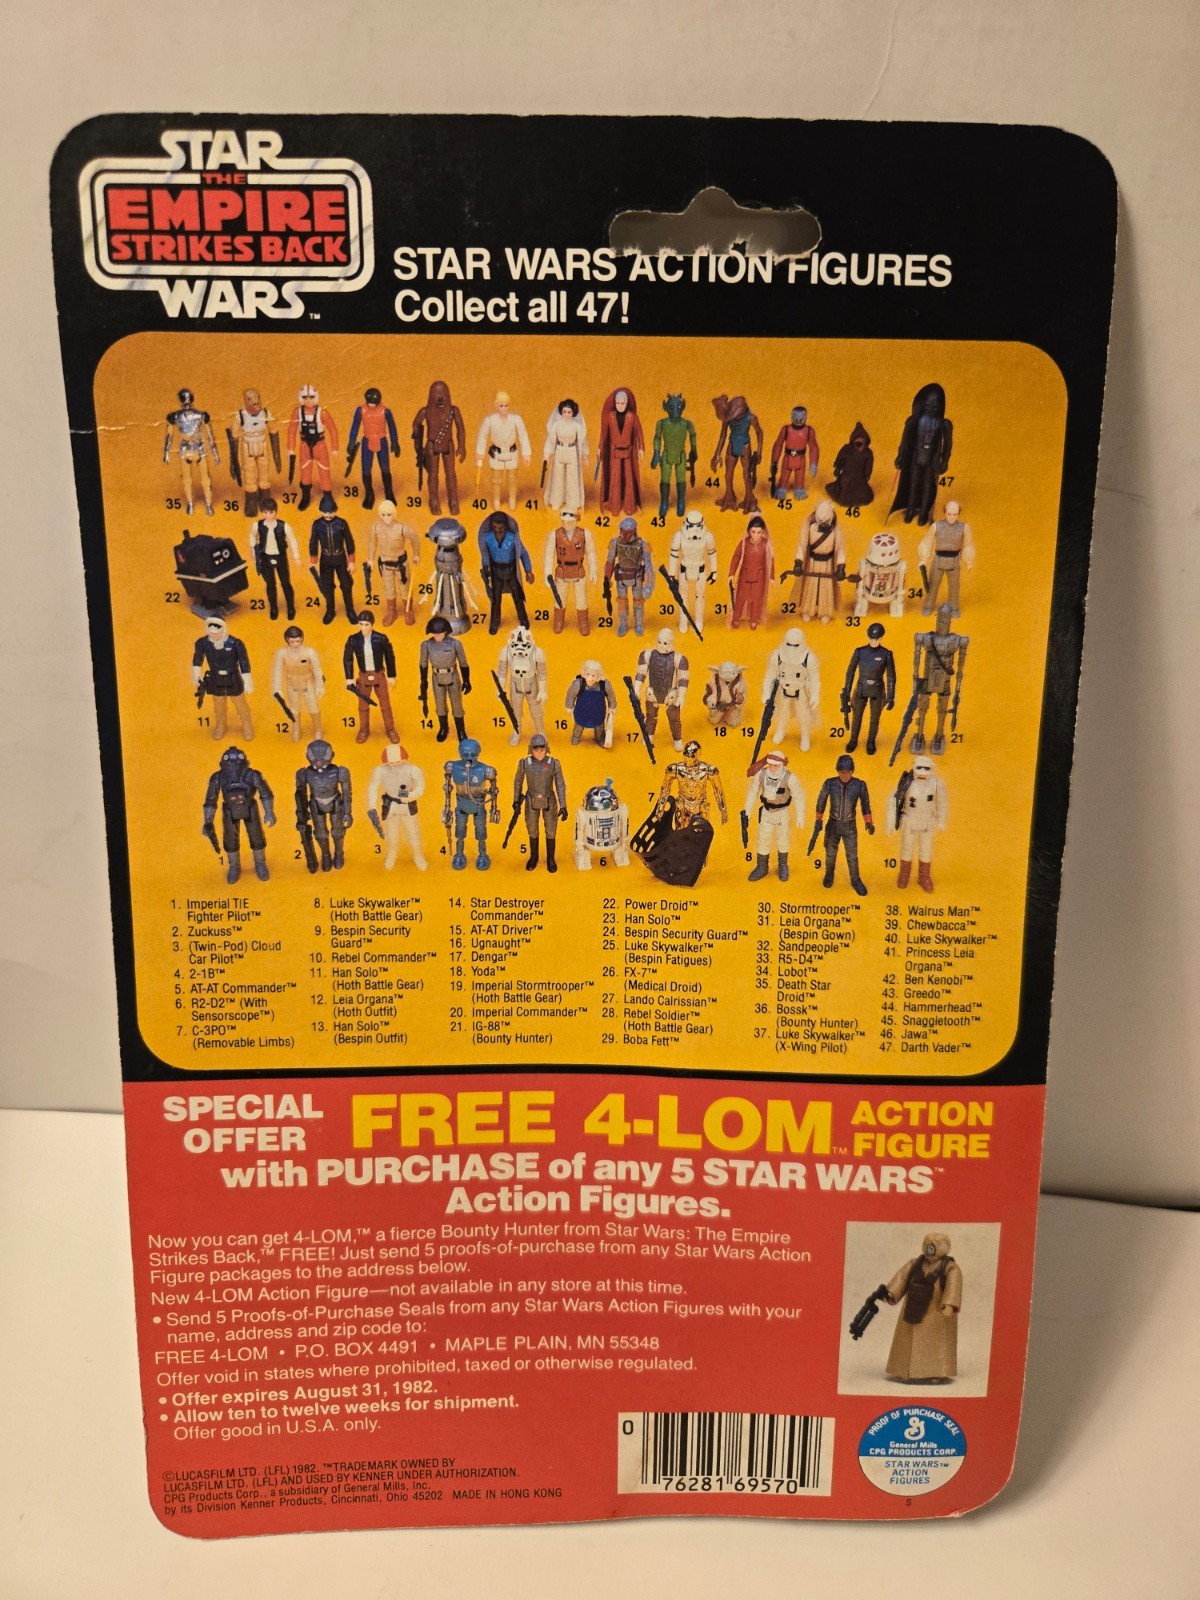 STAR
THE
EMPIRE
STRIKES BACK
WARS™
STAR WARS ACTION FIGURES
Collect all 47!
35 36 37 38 39 40 41 42 43 44 45 46 47
22 23 24 25 26 27 28 29 30 31 32 33 34
11 12 13 14 15 16 17 18 19 20 21
1 2 3 4 5 6 7 8 9 10
1. Imperial TIE
Fighter Pilot™
2. Zuckuss™
3. (Twin-Pod) Cloud
Car Pilot™
4. 2-1B™
5. AT-AT Commander™
6. R2-D2™ (With
Sensorscope™)
7. C-3PO™
(Removable Limbs)
8. Luke Skywalker™
(Hoth Battle Gear)
9. Bespin Security
Guard™
10. Rebel Commander™
11. Han Solo™
(Hoth Battle Gear)
12. Leia Organa™
(Hoth Outfit)
13. Han Solo™
(Bespin Outfit)
14. Star Destroyer
Commander™
15. AT-AT Driver™
16. Ugnaught™
17. Dengar™
18. Yoda™
19. Imperial Stormtrooper™
(Hoth Battle Gear)
20. Imperial Commander™
21. IG-88™
(Bounty Hunter)
22. Power Droid™
23. Han Solo™
24. Bespin Security Guard™
25. Luke Skywalker™
(Bespin Fatigues)
26. FX-7™
(Medical Droid)
27. Lando Calrissian™
28. Rebel Soldier™
(Hoth Battle Gear)
29. Boba Fett™
30. Stormtrooper™
31. Leia Organa™
(Bespin Gown)
32. Sandpeople™
33. R5-D4™
34. Lobot™
35. Death Star
Droid™
36. Bossk™
(Bounty Hunter)
37. Luke Skywalker™
(X-Wing Pilot)
38. Walrus Man™
39. Chewbacca™
40. Luke Skywalker™
41. Princess Leia
Organa™
42. Ben Kenobi™
43. Greedo™
44. Hammerhead™
45. Snaggletooth™
46. Jawa™
47. Darth Vader™
SPECIAL
OFFER
FREE 4-LOM™
ACTION
FIGURE
with PURCHASE of any 5 STAR WARS™
Action Figures.
Now you can get 4-LOM,™ a fierce Bounty Hunter from Star Wars: The Empire
Strikes Back,™ FREE! Just send 5 proofs-of-purchase from any Star Wars Action
Figure packages to the address below.
New 4-LOM Action Figure—not available in any store at this time.
• Send 5 Proofs-of-Purchase Seals from any Star Wars Action Figures with your
name, address and zip code to:
FREE 4-LOM • P.O. BOX 4491 • MAPLE PLAIN, MN 55348
Offer void in states where prohibited, taxed or otherwise regulated.
• Offer expires August 31, 1982.
• Allow ten to twelve weeks for shipment.
Offer good in U.S.A. only.
©LUCASFILM LTD. (LFL) 1982. ™TRADEMARK OWNED BY
LUCASFILM LTD. (LFL) AND USED BY KENNER UNDER AUTHORIZATION.
CPG Products Corp., a subsidiary of General Mills, Inc.
by its Division Kenner Products, Cincinnati, Ohio 45202 MADE IN HONG KONG
0 76281 69570
PROOF OF PURCHASE SEAL
General Mills
CPG PRODUCTS CORP.
STAR WARS™
ACTION
FIGURES
S